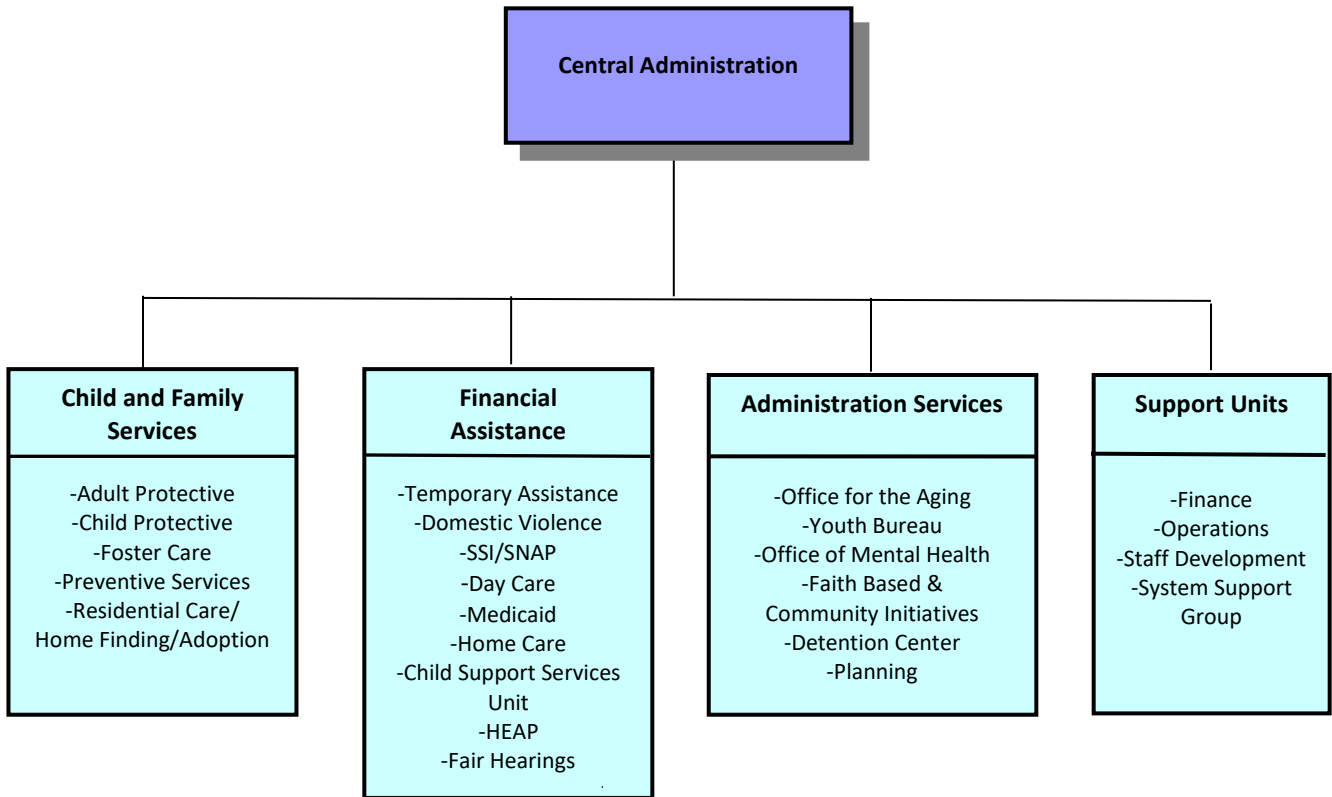 Central Administration
Child and Family
Services
-Adult Protective
-Child Protective
-Foster Care
-Preventive Services
-Residential Care/
Home Finding/Adoption
Financial
Assistance
-Temporary Assistance
-Domestic Violence
-SSI/SNAP
-Day Care
-Medicaid
-Home Care
-Child Support Services
Unit
-HEAP
-Fair Hearings
.
Administration Services
-Office for the Aging
-Youth Bureau
-Office of Mental Health
-Faith Based &
Community Initiatives
-Detention Center
-Planning
Support Units
-Finance
-Operations
-Staff Development
-System Support
Group